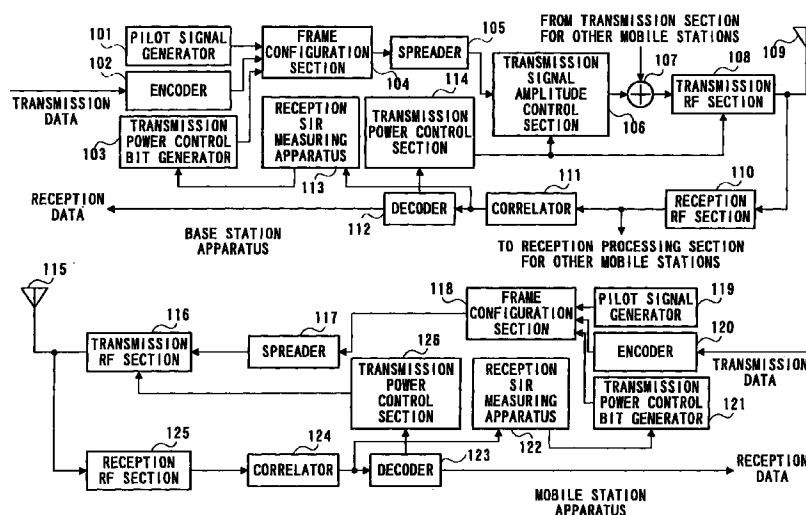 101
PILOT SIGNAL
GENERATOR
102
ENCODER
TRANSMISSION
DATA
TRANSMISSION
POWER CONTROL
BIT GENERATOR
103
FRAME
CONFIGURATION
SECTION
104
SPREADER
105
114
TRANSMISSION
SIGNAL
AMPLITUDE
CONTROL
SECTION
106
FROM TRANSMISSION SECTION
FOR OTHER MOBILE STATIONS
107
108
TRANSMISSION
RF SECTION
109
RECEPTION
SIR
MEASURING
APPARATUS
113
TRANSMISSION
POWER CONTROL
SECTION
RECEPTION
DATA
BASE STATION
APPARATUS
DECODER
112
CORRELATOR
111
RECEPTION
RF SECTION
110
TO RECEPTION PROCESSING SECTION
FOR OTHER MOBILE STATIONS
115
116
TRANSMISSION
RF SECTION
117
SPREADER
118
FRAME
CONFIGURATION
SECTION
PILOT SIGNAL
GENERATOR
119
ENCODER
120
TRANSMISSION
DATA
TRANSMISSION
POWER CONTROL
BIT GENERATOR
121
126
TRANSMISSION
POWER
CONTROL
SECTION
RECEPTION
SIR
MEASURING
APPARATUS
122
125
RECEPTION
RF SECTION
124
CORRELATOR
DECODER
123
RECEPTION
DATA
MOBILE STATION
APPARATUS